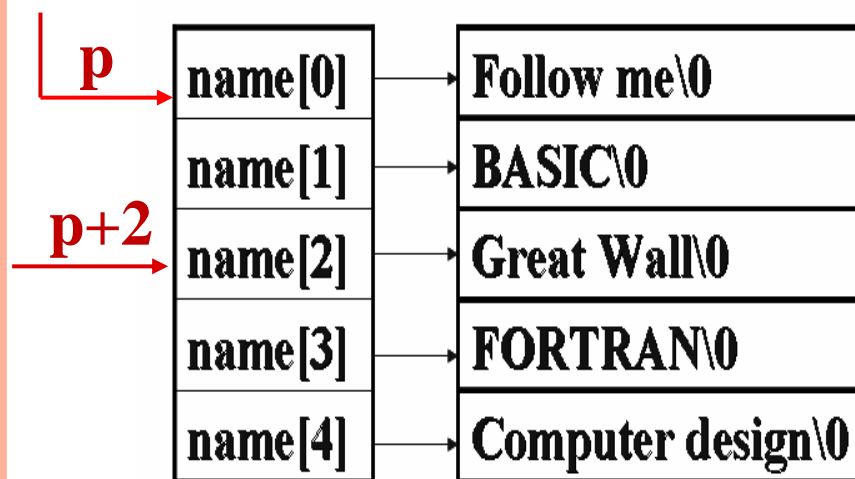 p
name[0] Follow me\0
name[1] BASIC\0
p+2
name[2] Great Wall\0
name[3] FORTRAN\0
name[4] Computer design\0